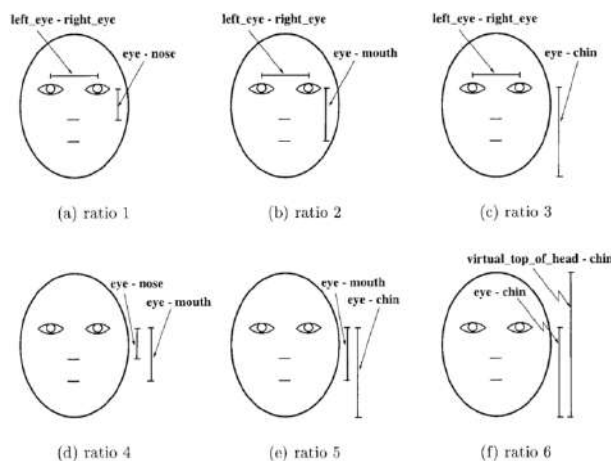 left_eye - right_eye
eye - nose
(a) ratio 1
left_eye - right_eye
eye - mouth
(b) ratio 2
left_eye - right_eye
eye - chin
(c) ratio 3
eye - nose
eye - mouth
(d) ratio 4
eye - mouth
eye - chin
(e) ratio 5
virtual_top_of_head - chin
eye - chin
(f) ratio 6